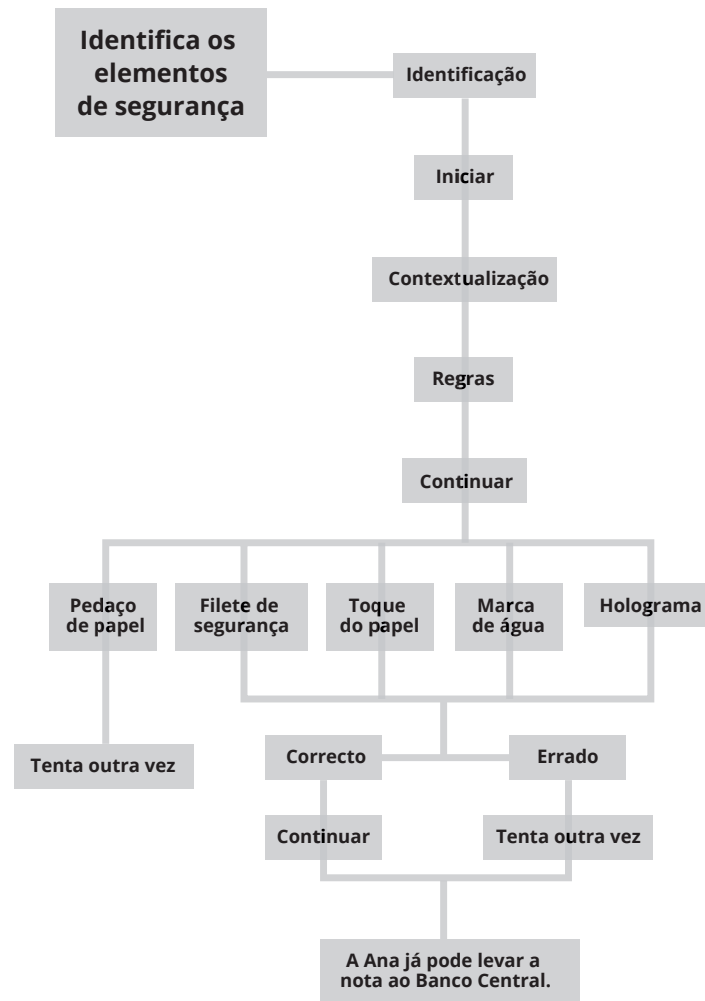 Identifica os
elementos
de segurança
Identificação
Iniciar
Contextualização
Regras
Continuar
Pedaço
de papel
Filete de
segurança
Toque
do papel
Marca
de água
Holograma
Tenta outra vez
Correcto
Errado
Continuar
Tenta outra vez
A Ana já pode levar a
nota ao Banco Central.